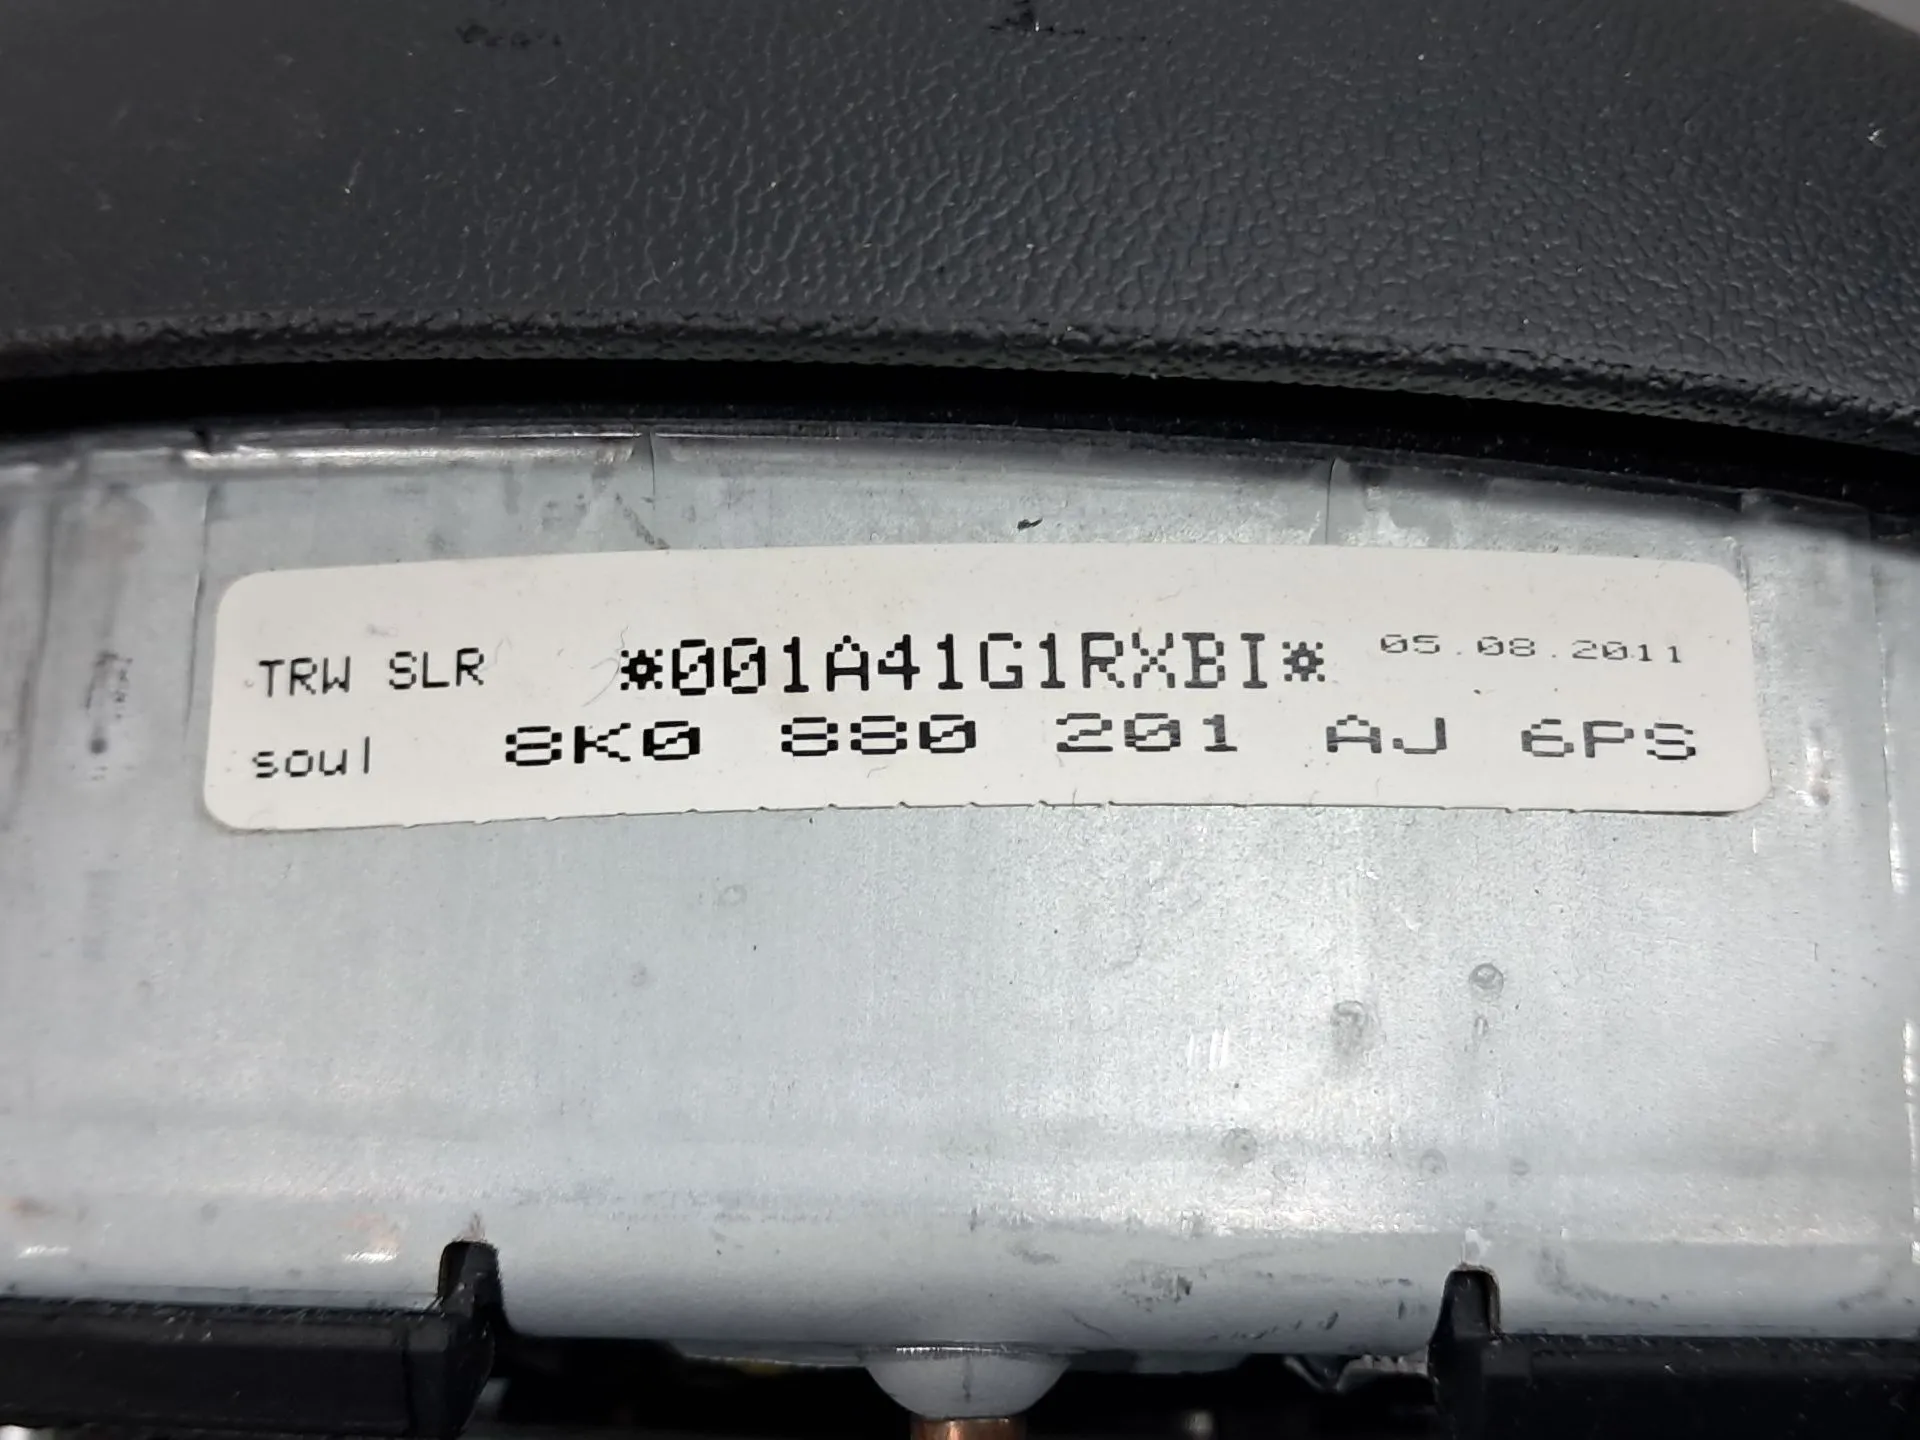 TRW SLR *001A41G1RXBI* 05.08.2011
soul 8K0 880 201 AJ 6PS